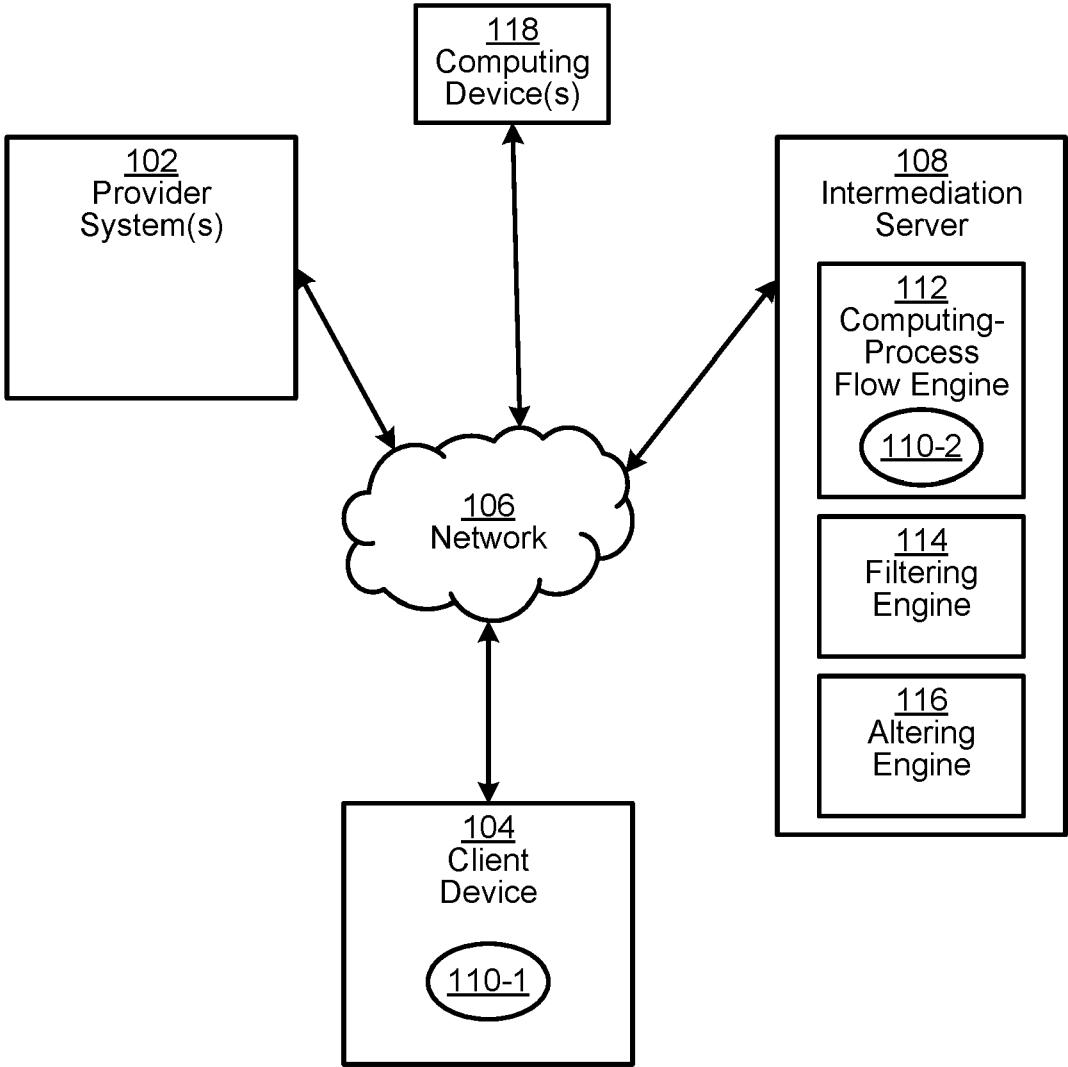 118
Computing
Device(s)
102
Provider
System(s)
108
Intermediation
Server
112
Computing-
Process
Flow Engine
110-2
106
Network
114
Filtering
Engine
116
Altering
Engine
104
Client
Device
110-1